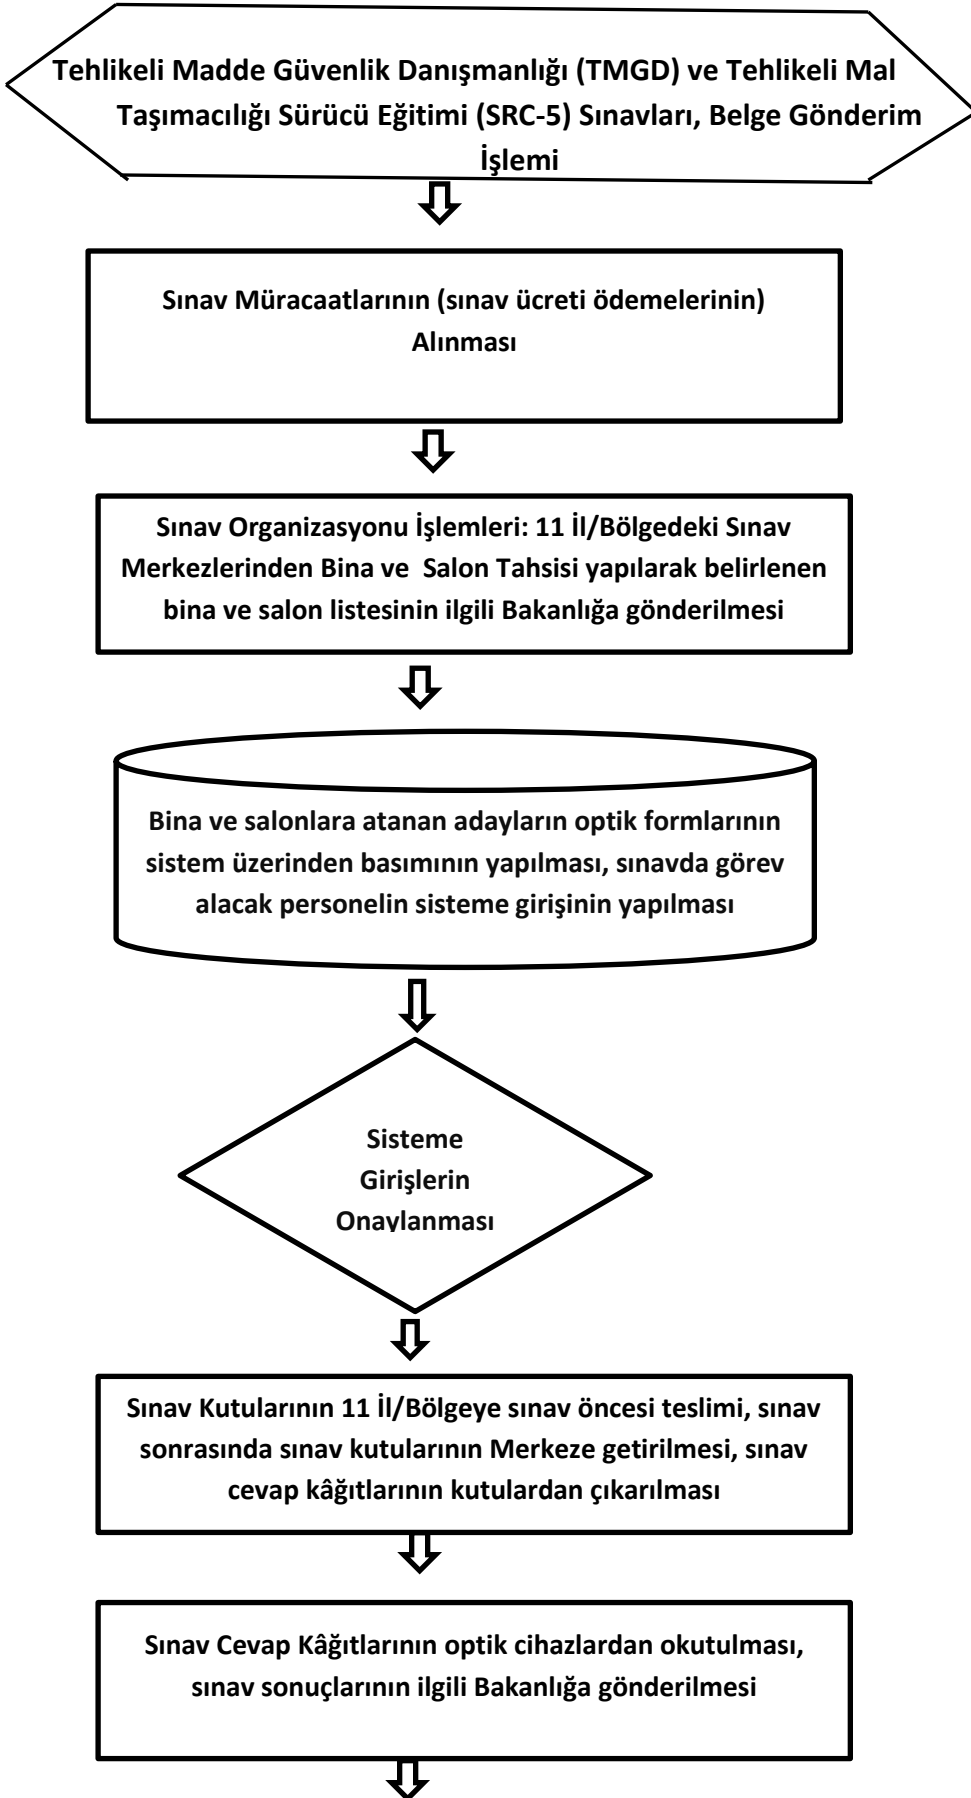 Tehlikeli Madde Güvenlik Danışmanlığı (TMGD) ve Tehlikeli Mal
Taşımacılığı Sürücü Eğitimi (SRC-5) Sınavları, Belge Gönderim
İşlemi
Sınav Müracaatlarının (sınav ücreti ödemelerinin)
Alınması
Sınav Organizasyonu İşlemleri: 11 İl/Bölgedeki Sınav
Merkezlerinden Bina ve Salon Tahsisi yapılarak belirlenen
bina ve salon listesinin ilgili Bakanlığa gönderilmesi
Bina ve salonlara atanan adayların optik formlarının
sistem üzerinden basımının yapılması, sınavda görev
alacak personelin sisteme girişinin yapılması
Sisteme
Girişlerin
Onaylanması
Sınav Kutularının 11 İl/Bölgeye sınav öncesi teslimi, sınav
sonrasında sınav kutularının Merkeze getirilmesi, sınav
cevap kâğıtlarının kutulardan çıkarılması
Sınav Cevap Kâğıtlarının optik cihazlardan okutulması,
sınav sonuçlarının ilgili Bakanlığa gönderilmesi